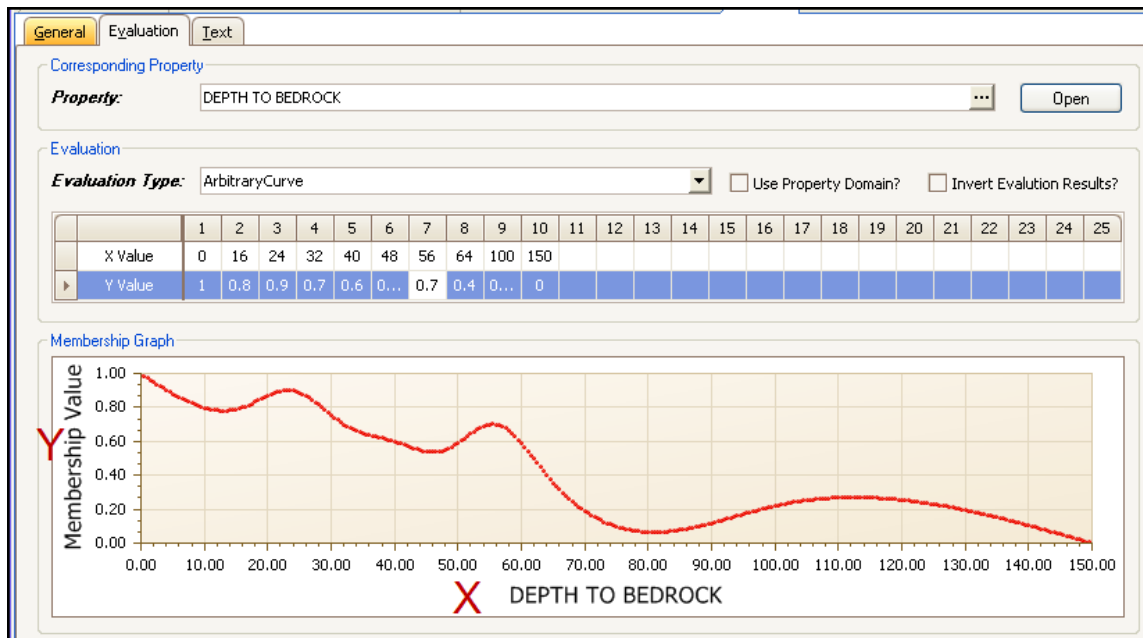 General Evaluation Text
Corresponding Property
Property: DEPTH TO BEDROCK ... Open
Evaluation
Evaluation Type: ArbitraryCurve Use Property Domain? Invert Evalution Results?
1 2 3 4 5 6 7 8 9 10 11 12 13 14 15 16 17 18 19 20 21 22 23 24 25
X Value 0 16 24 32 40 48 56 64 100 150
Y Value 1 0.8 0.9 0.7 0.6 0... 0.7 0.4 0... 0
Membership Graph
Y
Membership Value
1.00
0.80
0.60
0.40
0.20
0.00
0.00 10.00 20.00 30.00 40.00 50.00 60.00 70.00 80.00 90.00 100.00 110.00 120.00 130.00 140.00 150.00
X DEPTH TO BEDROCK